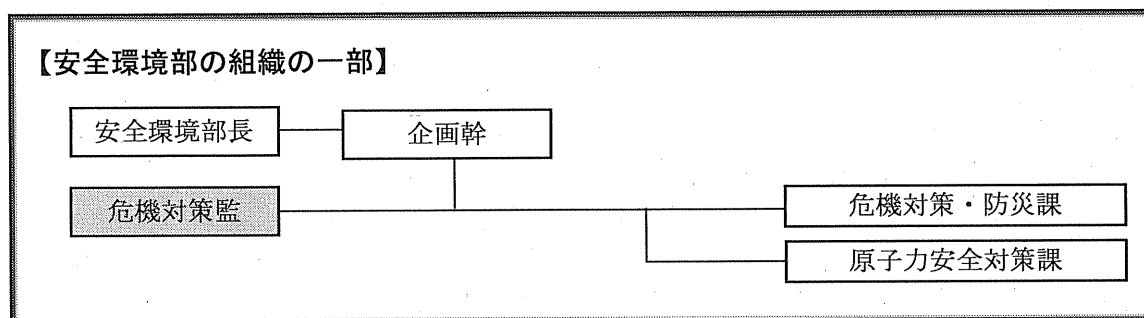 【安全環境部の組織の一部】
安全環境部長
企画幹
危機対策監
危機対策・防災課
原子力安全対策課